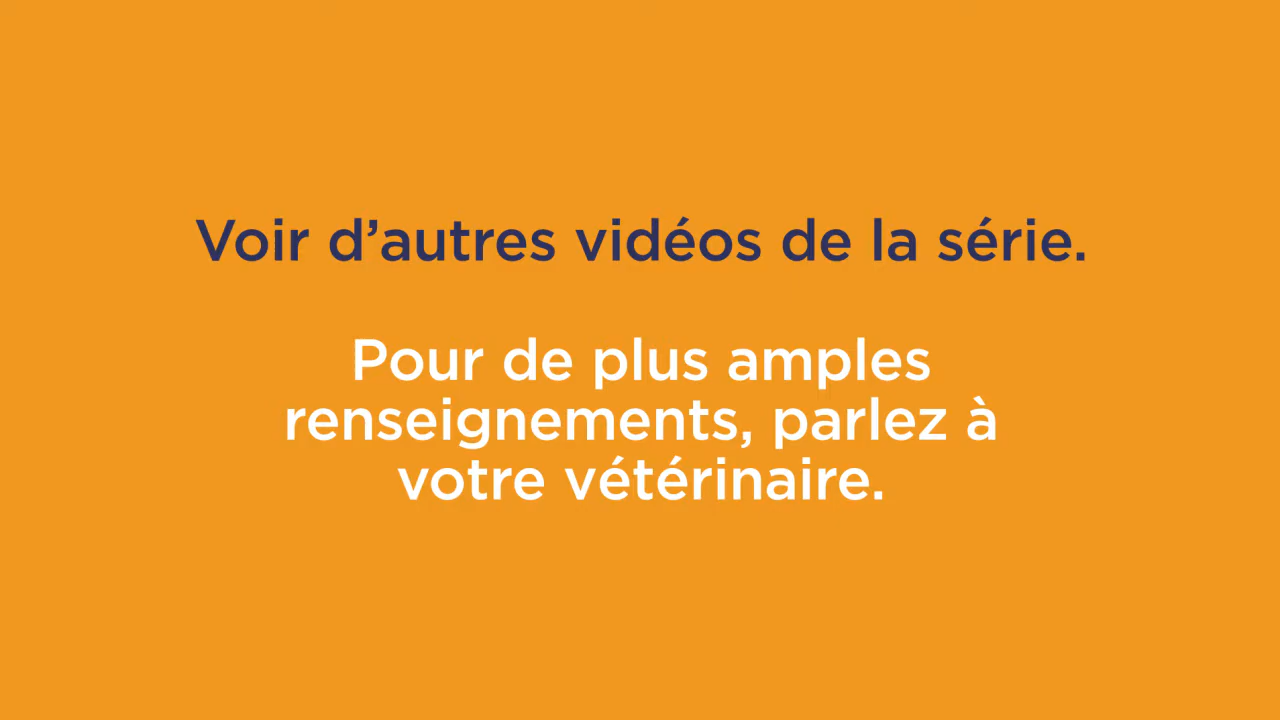 Voir d’autres vidéos de la série.
Pour de plus amples
renseignements, parlez à
votre vétérinaire.